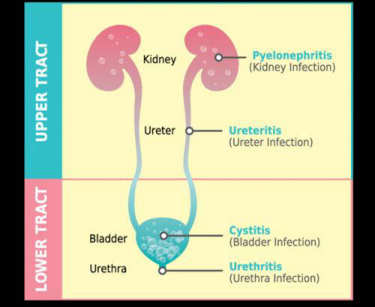 UPPER TRACT
Kidney
Pyelonephritis
(Kidney Infection)
Ureter
Ureteritis
(Ureter Infection)
LOWER TRACT
Bladder
Cystitis
(Bladder Infection)
Urethra
Urethritis
(Urethra Infection)